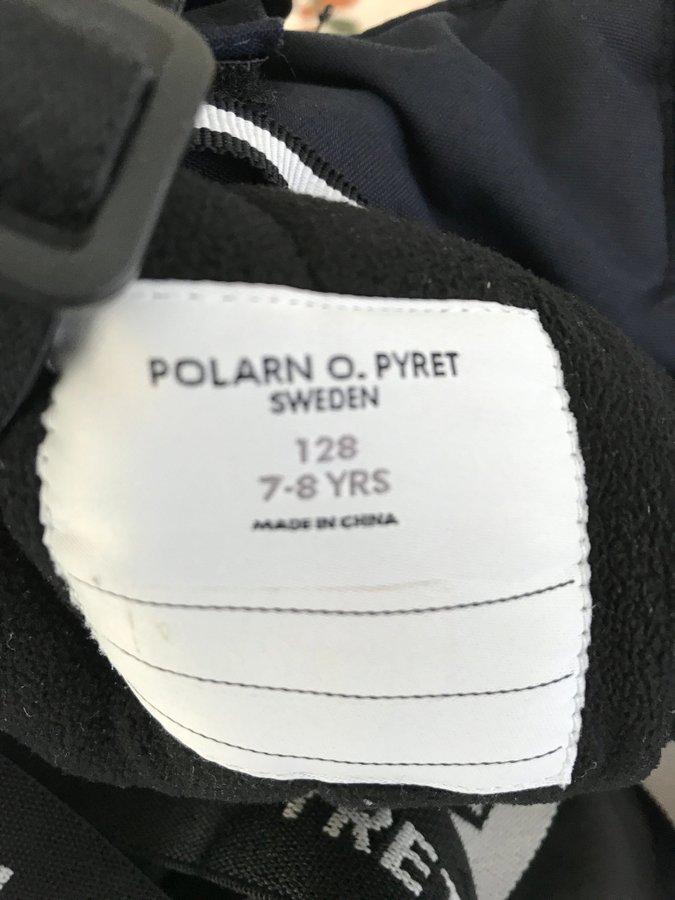 POLARN O. PYRET
SWEDEN
128
7-8 YRS
MADE IN CHINA